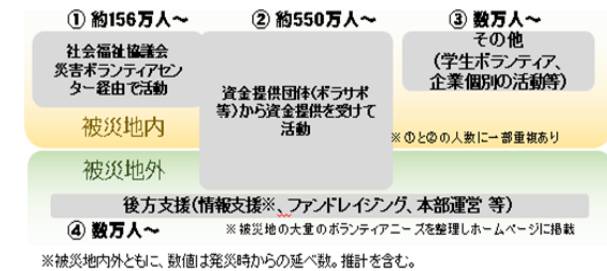 ① 約156万人～
② 約550万人～
③ 数万人～
社会福祉協議会
災害ボランティアセン
ター経由で活動
資金提供団体(ボラサポ
等)から資金提供を受けて
活動
その他
(学生ボランティア、
企業個別の活動等)
被災地内
※①と②の人数に一部重複あり
被災地外
後方支援(情報支援※、ファンドレイジング、本部運営 等)
④ 数万人～
※被災地の大量のボランティアニーズを整理しホームページに掲載
※被災地内外ともに、数値は発災時からの延べ数。推計を含む。